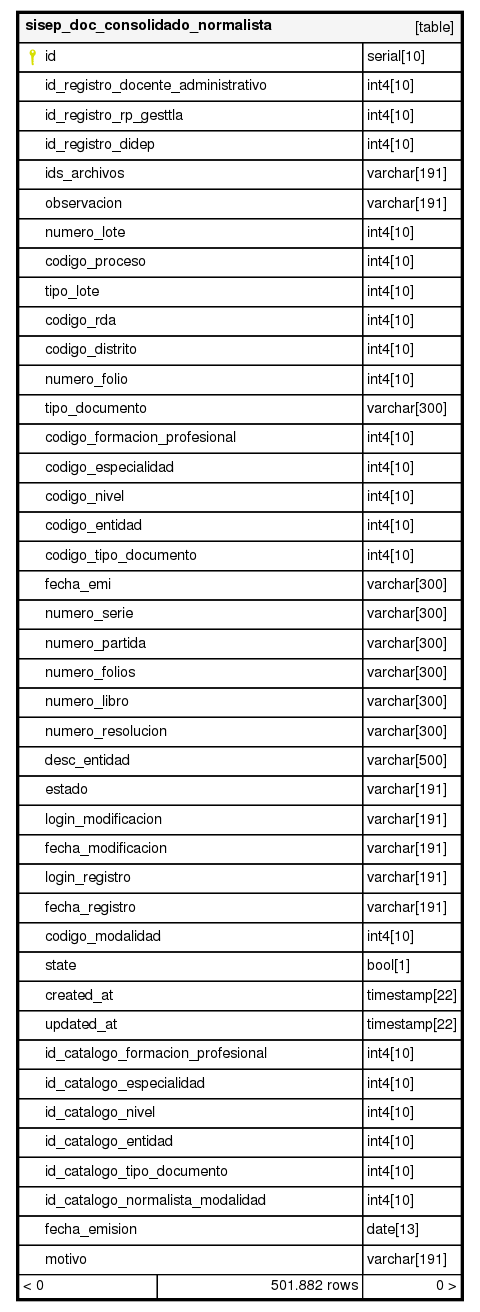 sisep_doc_consolidado_normalista [table]
id serial[10]
id_registro_docente_administrativo int4[10]
id_registro_rp_gesttla int4[10]
id_registro_didep int4[10]
ids_archivos varchar[191]
observacion varchar[191]
numero_lote int4[10]
codigo_proceso int4[10]
tipo_lote int4[10]
codigo_rda int4[10]
codigo_distrito int4[10]
numero_folio int4[10]
tipo_documento varchar[300]
codigo_formacion_profesional int4[10]
codigo_especialidad int4[10]
codigo_nivel int4[10]
codigo_entidad int4[10]
codigo_tipo_documento int4[10]
fecha_emi varchar[300]
numero_serie varchar[300]
numero_partida varchar[300]
numero_folios varchar[300]
numero_libro varchar[300]
numero_resolucion varchar[300]
desc_entidad varchar[500]
estado varchar[191]
login_modificacion varchar[191]
fecha_modificacion varchar[191]
login_registro varchar[191]
fecha_registro varchar[191]
codigo_modalidad int4[10]
state bool[1]
created_at timestamp[22]
updated_at timestamp[22]
id_catalogo_formacion_profesional int4[10]
id_catalogo_especialidad int4[10]
id_catalogo_nivel int4[10]
id_catalogo_entidad int4[10]
id_catalogo_tipo_documento int4[10]
id_catalogo_normalista_modalidad int4[10]
fecha_emision date[13]
motivo varchar[191]
< 0 501.882 rows 0 >